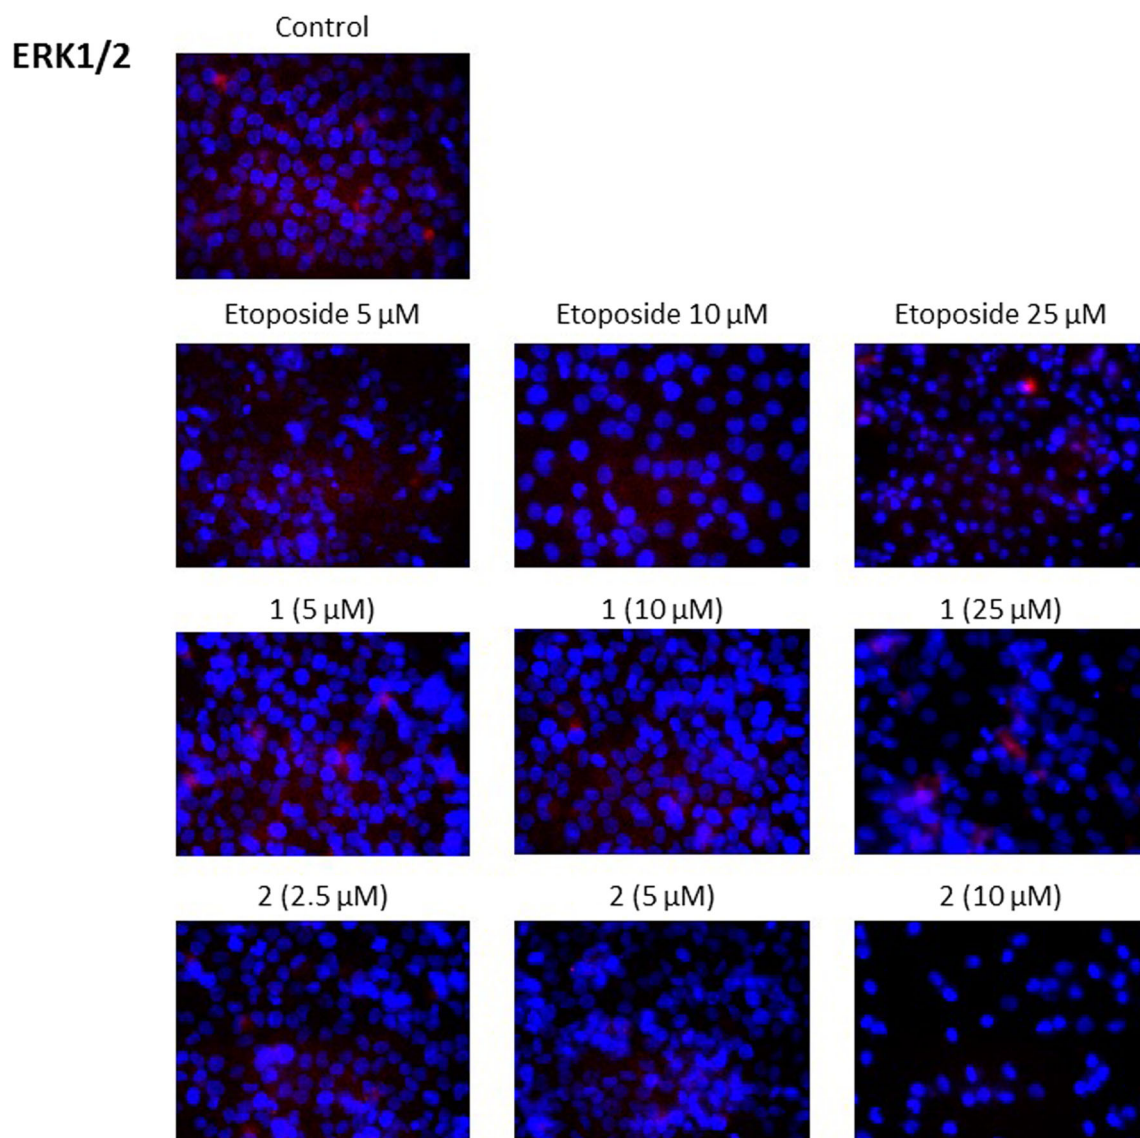 ERK1/2
Control
Etoposide 5 µM
Etoposide 10 µM
Etoposide 25 µM
1 (5 µM)
1 (10 µM)
1 (25 µM)
2 (2.5 µM)
2 (5 µM)
2 (10 µM)